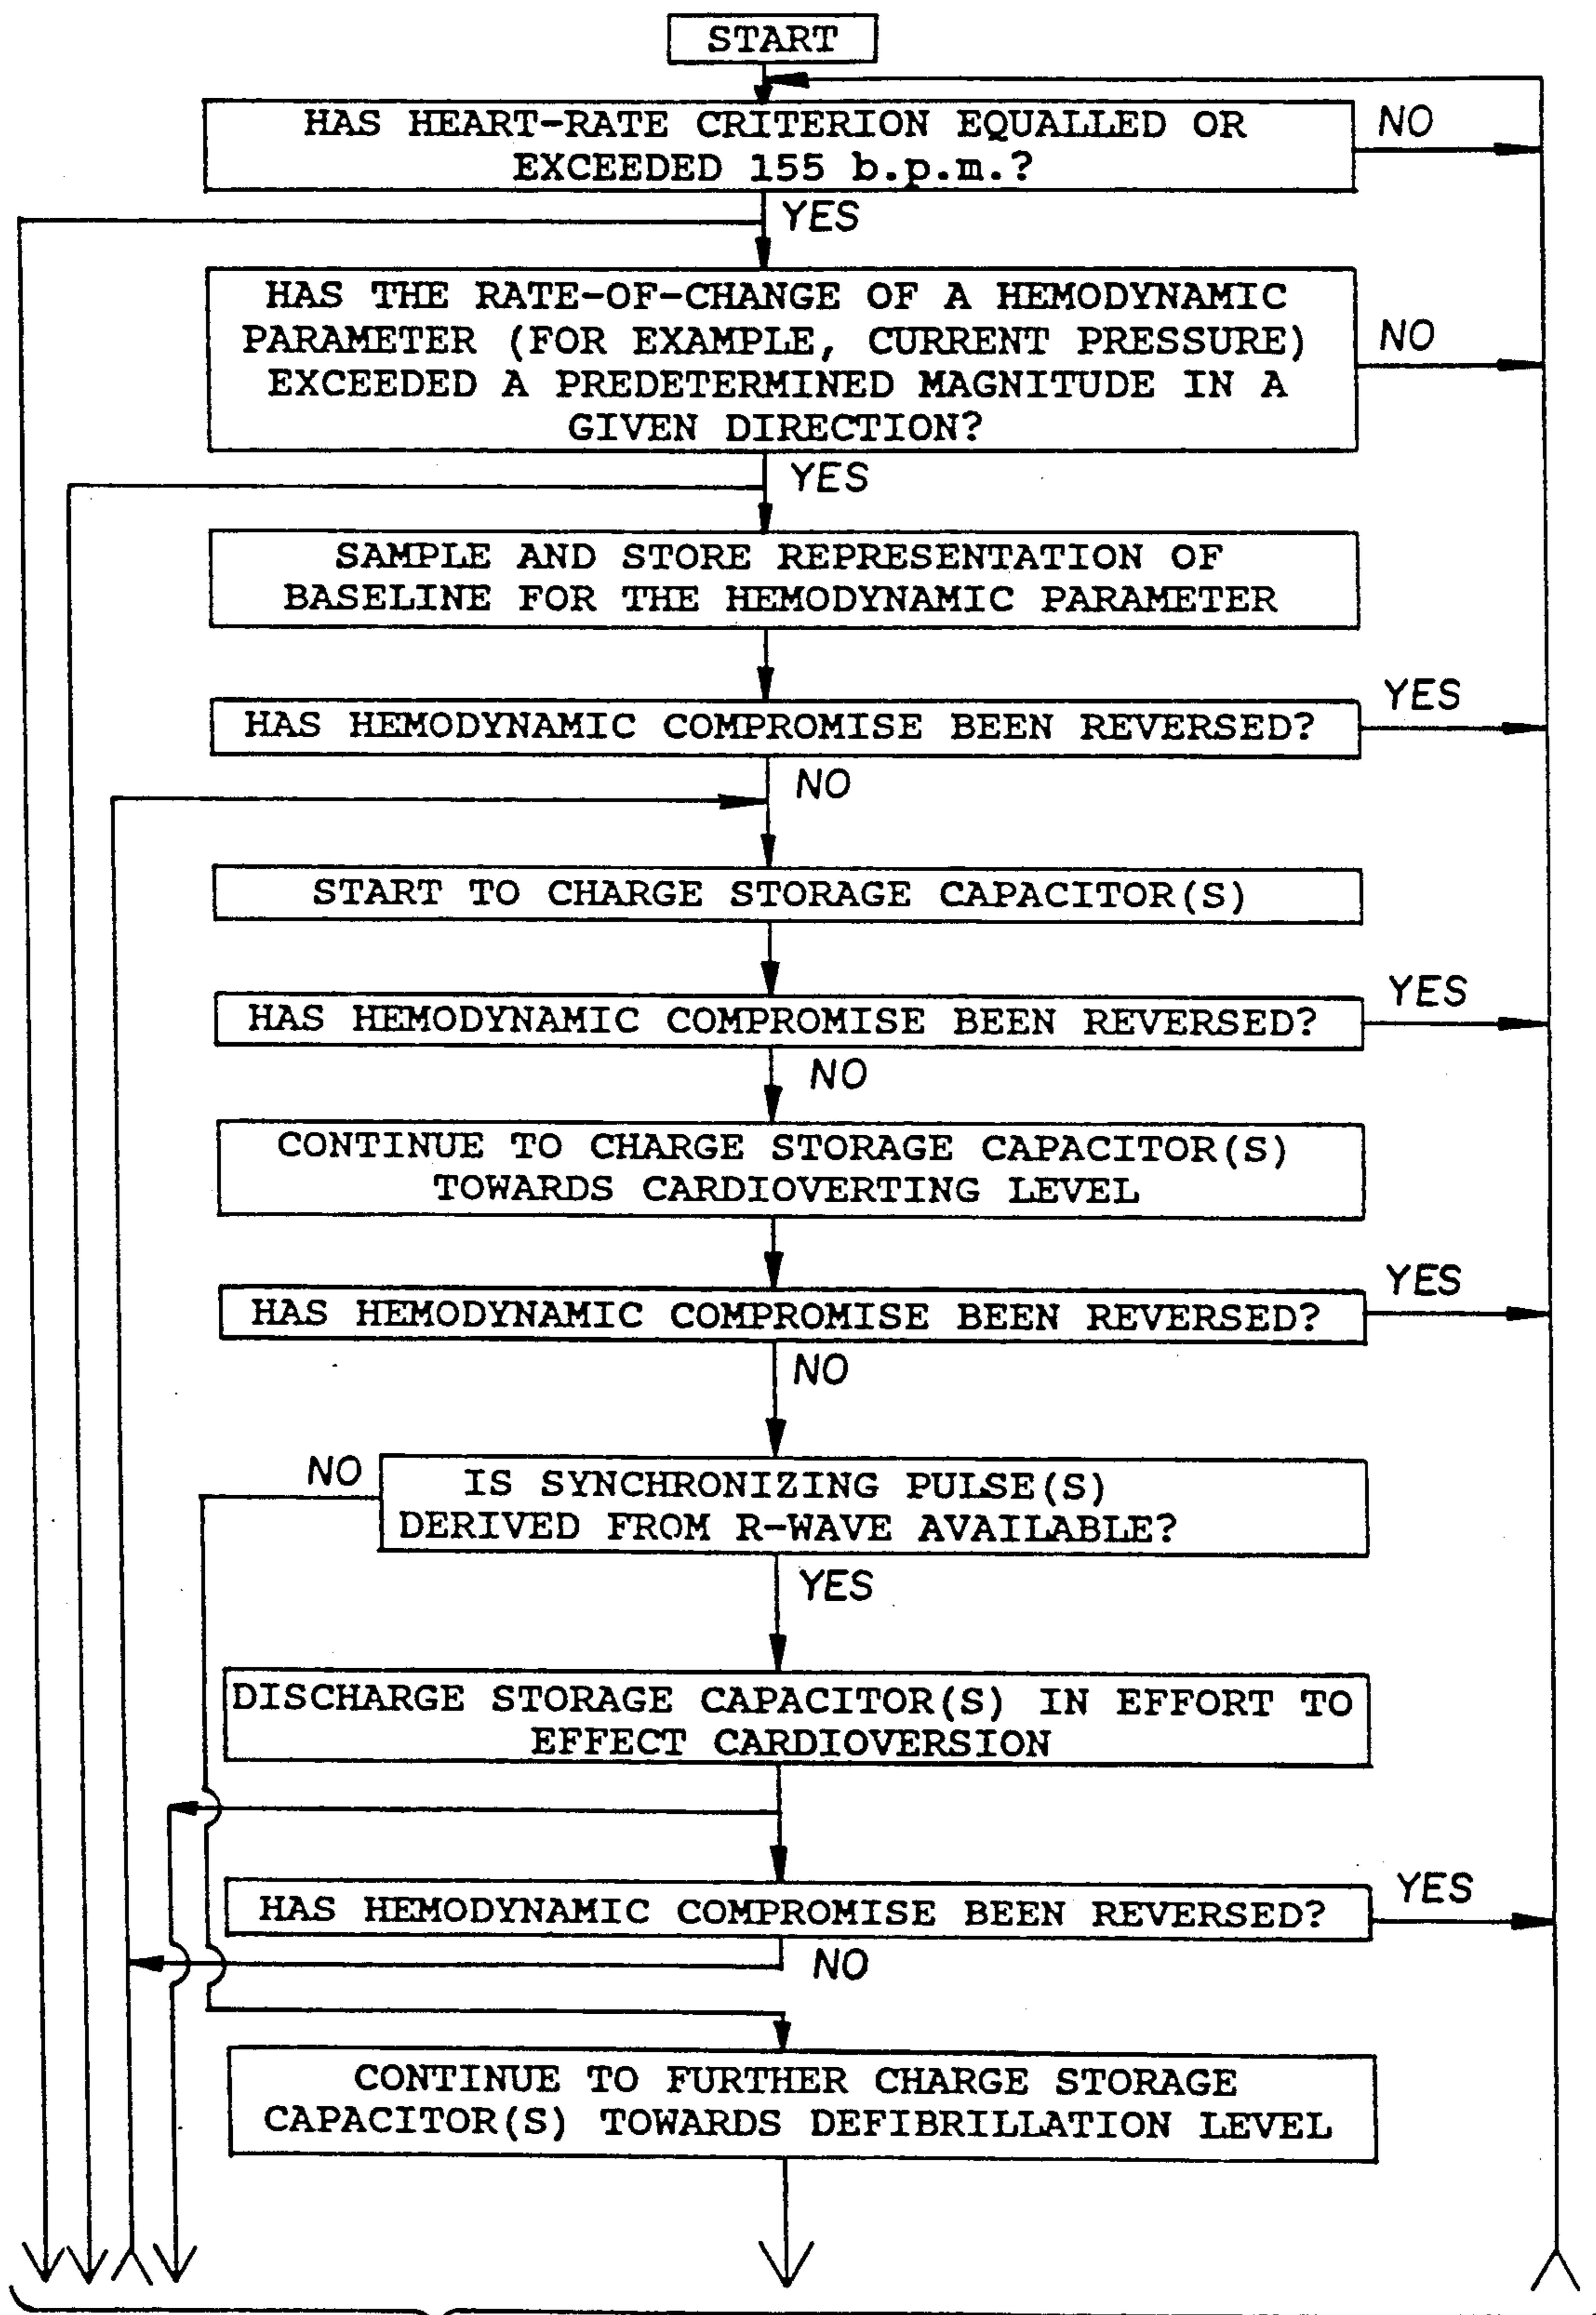 START
HAS HEART-RATE CRITERION EQUALLED OR
EXCEEDED 155 b.p.m.?
NO
YES
HAS THE RATE-OF-CHANGE OF A HEMODYNAMIC
PARAMETER (FOR EXAMPLE, CURRENT PRESSURE)
EXCEEDED A PREDETERMINED MAGNITUDE IN A
GIVEN DIRECTION?
NO
YES
SAMPLE AND STORE REPRESENTATION OF
BASELINE FOR THE HEMODYNAMIC PARAMETER
HAS HEMODYNAMIC COMPROMISE BEEN REVERSED?
YES
NO
START TO CHARGE STORAGE CAPACITOR(S)
HAS HEMODYNAMIC COMPROMISE BEEN REVERSED?
YES
NO
CONTINUE TO CHARGE STORAGE CAPACITOR(S)
TOWARDS CARDIOVERTING LEVEL
HAS HEMODYNAMIC COMPROMISE BEEN REVERSED?
YES
NO
NO
IS SYNCHRONIZING PULSE(S)
DERIVED FROM R-WAVE AVAILABLE?
YES
DISCHARGE STORAGE CAPACITOR(S) IN EFFORT TO
EFFECT CARDIOVERSION
HAS HEMODYNAMIC COMPROMISE BEEN REVERSED?
YES
NO
CONTINUE TO FURTHER CHARGE STORAGE
CAPACITOR(S) TOWARDS DEFIBRILLATION LEVEL